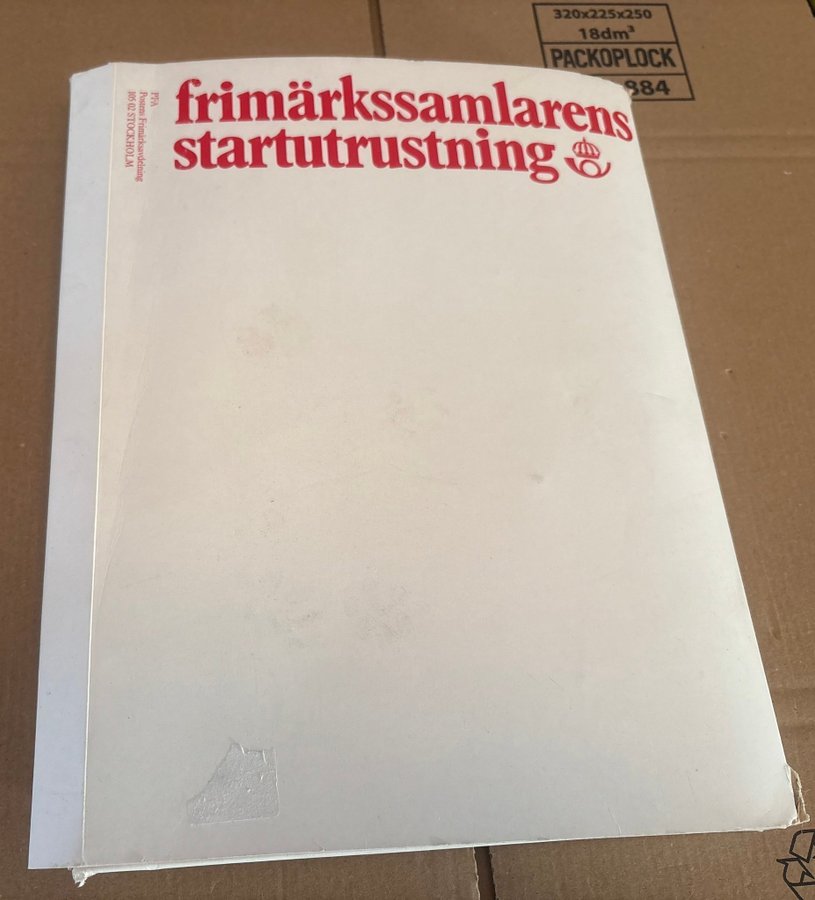 320x225x250
18dm³
PACKOPLOCK
884
frimärkssamlarens
startutrustning
PFA
Postens Frimärksavdelning
105 02 STOCKHOLM